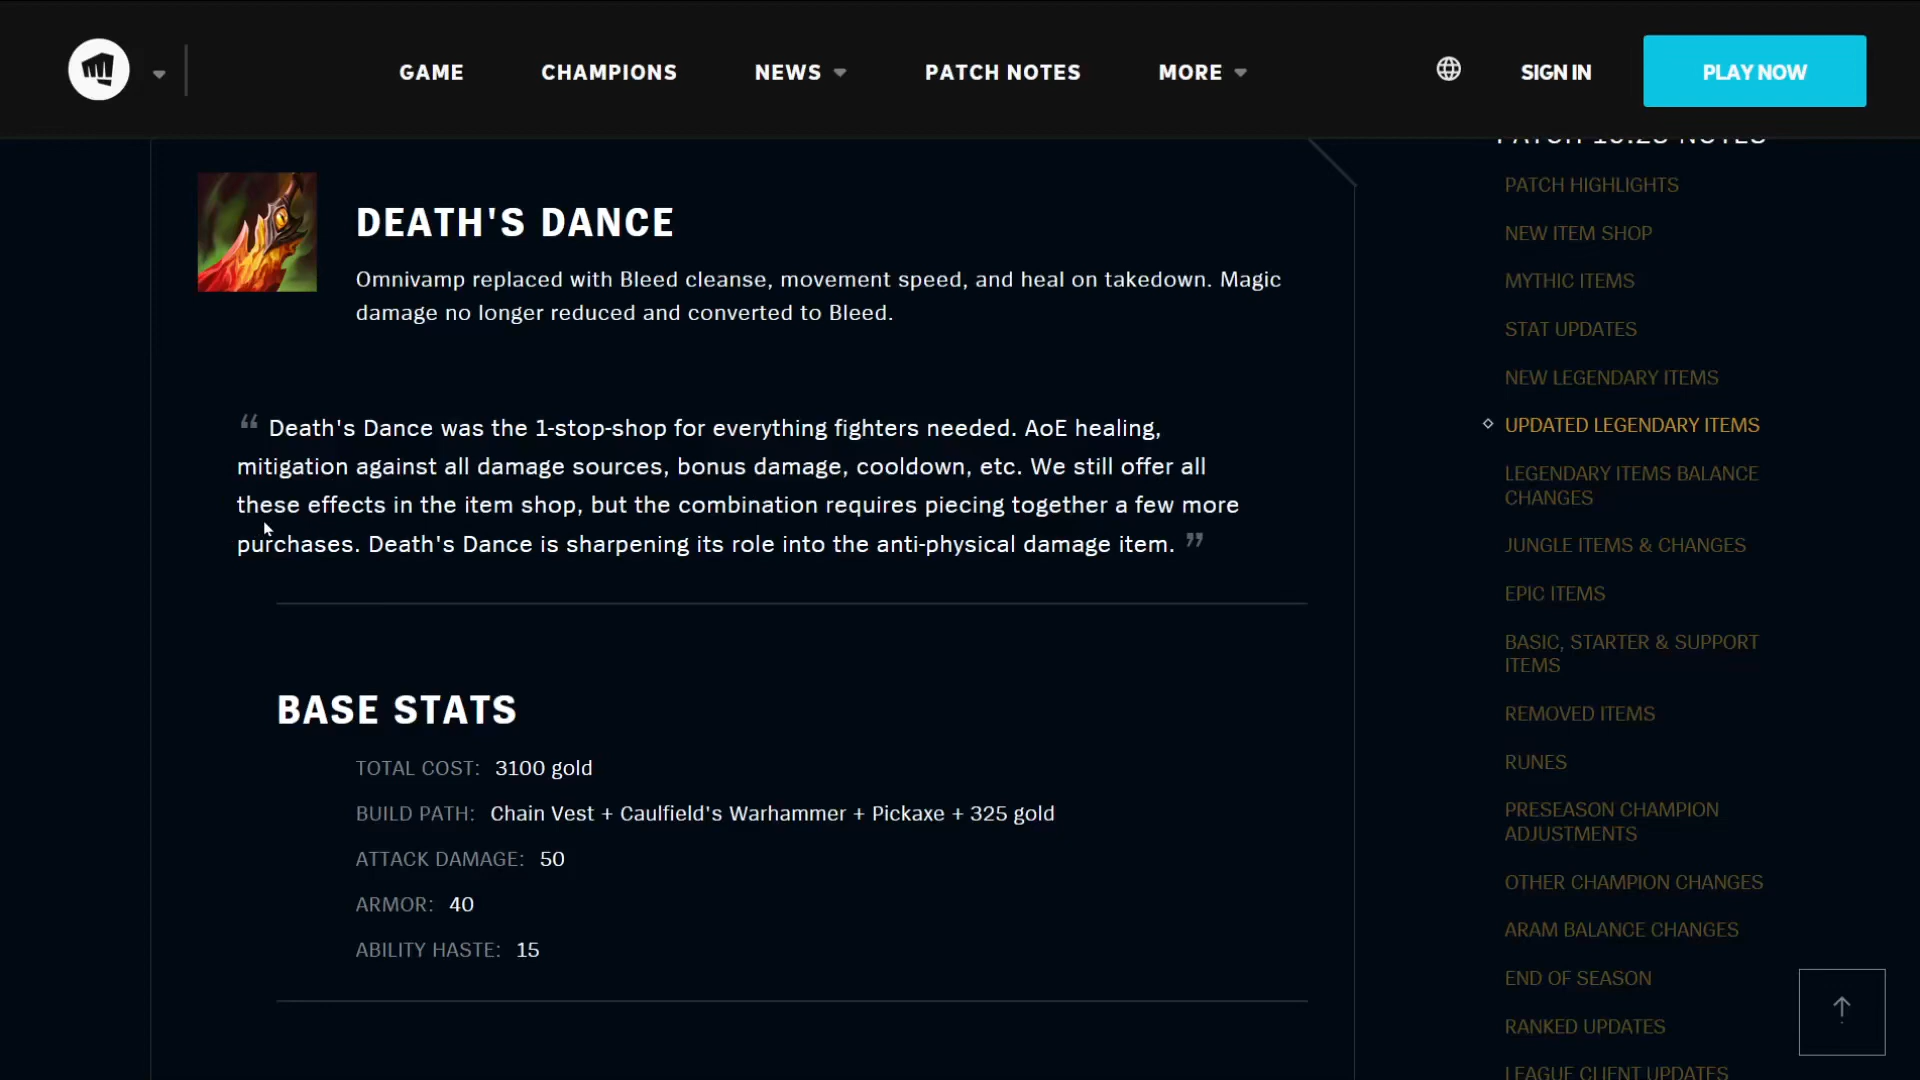 GAME
CHAMPIONS
NEWS
PATCH NOTES
MORE
SIGN IN
PLAY NOW
DEATH'S DANCE
Omnivamp replaced with Bleed cleanse, movement speed, and heal on takedown. Magic
damage no longer reduced and converted to Bleed.
“ Death's Dance was the 1-stop-shop for everything fighters needed. AoE healing,
mitigation against all damage sources, bonus damage, cooldown, etc. We still offer all
these effects in the item shop, but the combination requires piecing together a few more
purchases. Death's Dance is sharpening its role into the anti-physical damage item. ”
BASE STATS
TOTAL COST: 3100 gold
BUILD PATH: Chain Vest + Caulfield's Warhammer + Pickaxe + 325 gold
ATTACK DAMAGE: 50
ARMOR: 40
ABILITY HASTE: 15
PATCH 10.23 NOTES
PATCH HIGHLIGHTS
NEW ITEM SHOP
MYTHIC ITEMS
STAT UPDATES
NEW LEGENDARY ITEMS
UPDATED LEGENDARY ITEMS
LEGENDARY ITEMS BALANCE
CHANGES
JUNGLE ITEMS & CHANGES
EPIC ITEMS
BASIC, STARTER & SUPPORT
ITEMS
REMOVED ITEMS
RUNES
PRESEASON CHAMPION
ADJUSTMENTS
OTHER CHAMPION CHANGES
ARAM BALANCE CHANGES
END OF SEASON
RANKED UPDATES
LEAGUE CLIENT UPDATES